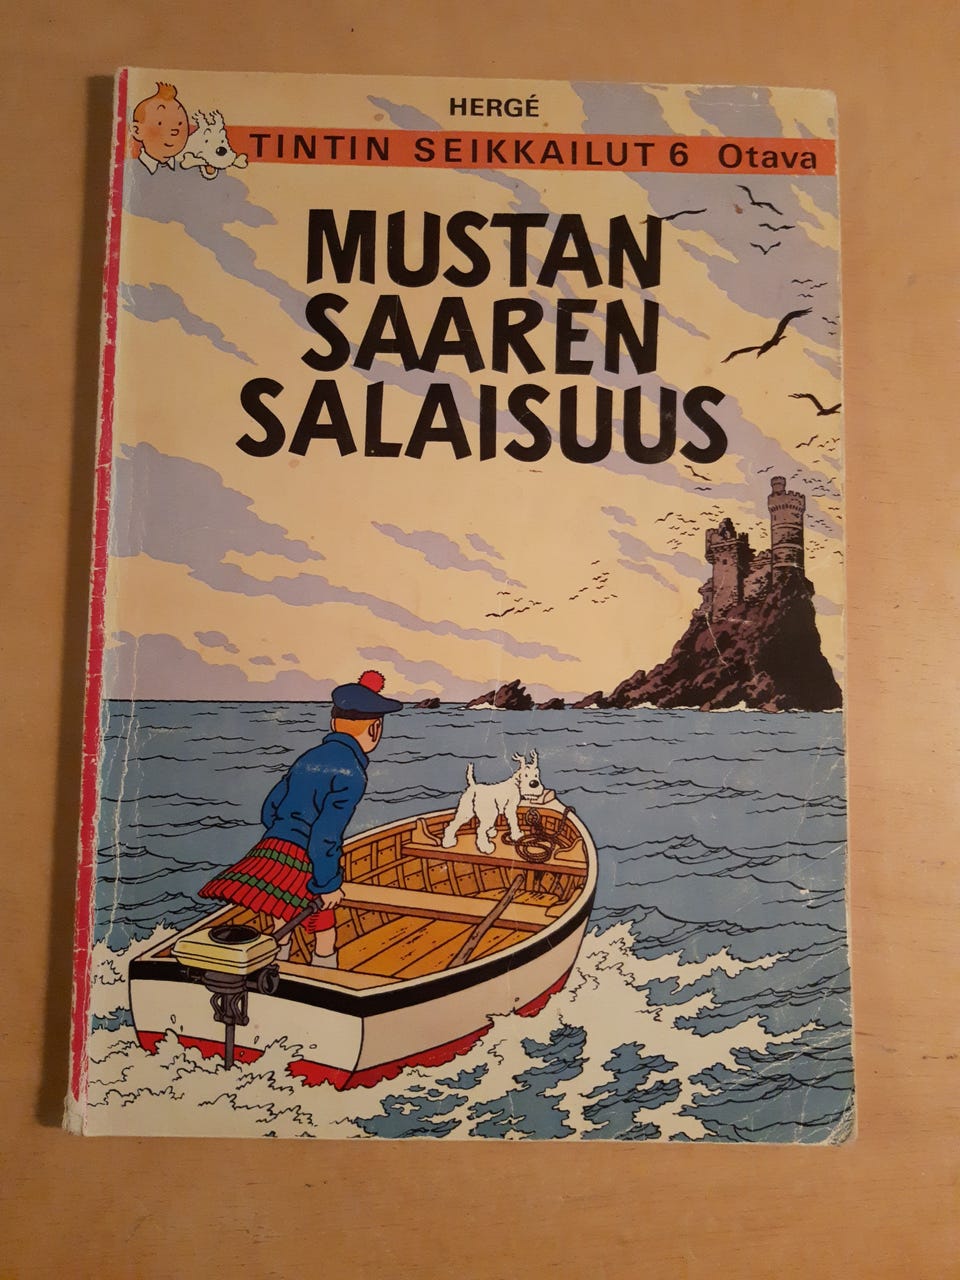 HERGÉ
TINTIN SEIKKAILUT 6 Otava
MUSTAN
SAAREN
SALAISUUS